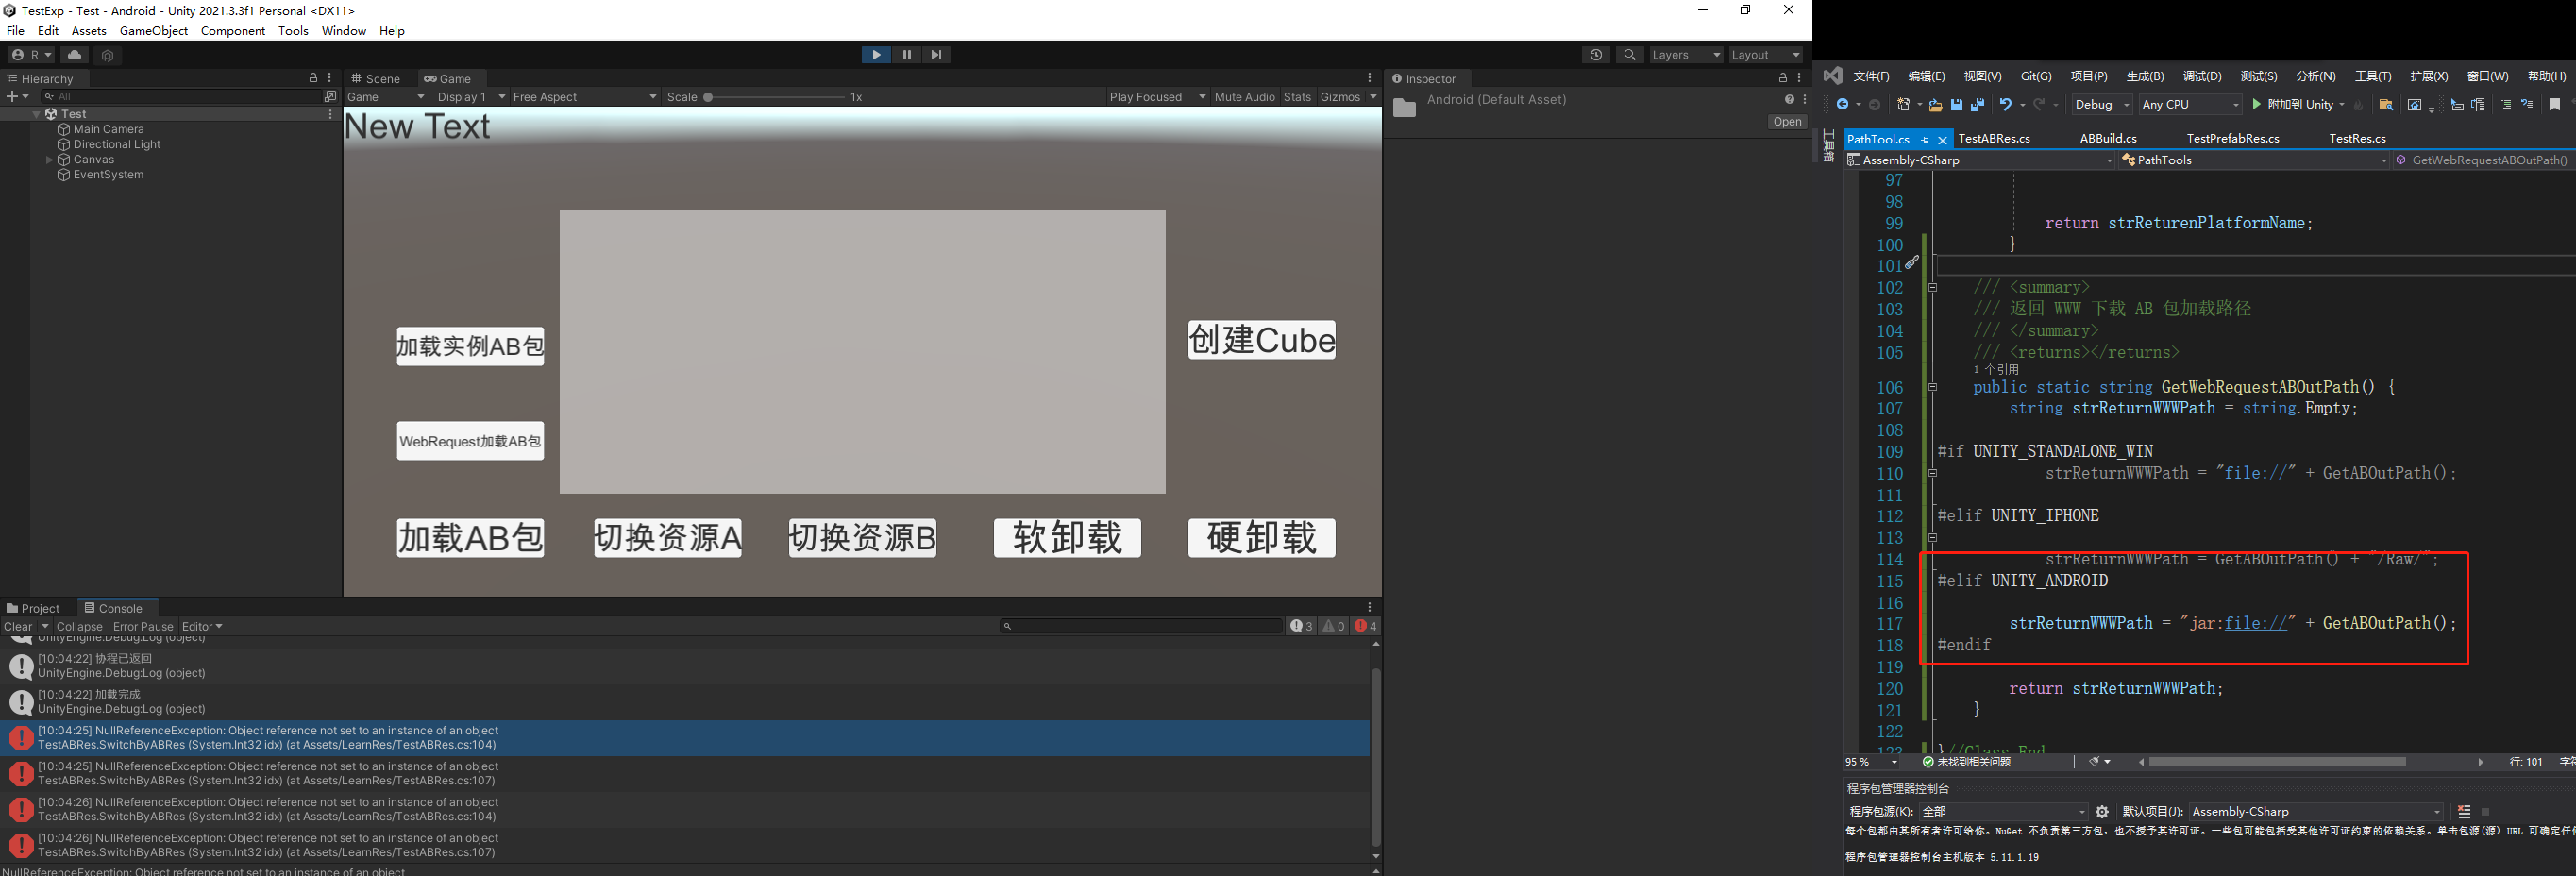 TestExp - Test - Android - Unity 2021.3.3f1 Personal <DX11>
File Edit Assets GameObject Component Tools Window Help
R
Layers
Layout
Hierarchy
All
Test
Main Camera
Directional Light
Canvas
EventSystem
Scene
Game
Game Display 1 Free Aspect Scale 1x Play Focused Mute Audio Stats Gizmos
New Text
加载实例AB包
创建Cube
WebRequest加载AB包
加载AB包
切换资源A
切换资源B
软卸载
硬卸载
Inspector
Android (Default Asset)
Open
Project
Console
Clear Collapse Error Pause Editor
3 0 4
UnityEngine.Debug:Log (object)
[10:04:22] 协程已返回
UnityEngine.Debug:Log (object)
[10:04:22] 加载完成
UnityEngine.Debug:Log (object)
[10:04:25] NullReferenceException: Object reference not set to an instance of an object
TestABRes.SwitchByABRes (System.Int32 idx) (at Assets/LearnRes/TestABRes.cs:104)
[10:04:25] NullReferenceException: Object reference not set to an instance of an object
TestABRes.SwitchByABRes (System.Int32 idx) (at Assets/LearnRes/TestABRes.cs:107)
[10:04:26] NullReferenceException: Object reference not set to an instance of an object
TestABRes.SwitchByABRes (System.Int32 idx) (at Assets/LearnRes/TestABRes.cs:104)
[10:04:26] NullReferenceException: Object reference not set to an instance of an object
TestABRes.SwitchByABRes (System.Int32 idx) (at Assets/LearnRes/TestABRes.cs:107)
NullReferenceException: Object reference not set to an instance of an object
文件(F) 编辑(E) 视图(V) Git(G) 项目(P) 生成(B) 调试(D) 测试(S) 分析(N) 工具(T) 扩展(X) 窗口(W) 帮助(H)
Debug Any CPU 附加到 Unity
工具箱
PathTool.cs TestABRes.cs ABBuild.cs TestPrefabRes.cs TestRes.cs
Assembly-CSharp PathTools GetWebRequestABOutPath()
97
98
99 return strReturenPlatformName;
100 }
101
102 /// <summary>
103 /// 返回 WWW 下载 AB 包加载路径
104 /// </summary>
105 /// <returns></returns>
1 个引用
106 public static string GetWebRequestABOutPath() {
107 string strReturnWWWPath = string.Empty;
108
109 #if UNITY_STANDALONE_WIN
110 strReturnWWWPath = "file://" + GetABOutPath();
111
112 #elif UNITY_IPHONE
113
114 strReturnWWWPath = GetABOutPath() + "/Raw/";
115 #elif UNITY_ANDROID
116
117 strReturnWWWPath = "jar:file://" + GetABOutPath();
118 #endif
119
120 return strReturnWWWPath;
121 }
122
123 }//Class_End
95 % 未找到相关问题 行: 101
程序包管理器控制台
程序包源(K): 全部 默认项目(J): Assembly-CSharp
每个包都由其所有者许可给你。NuGet 不负责第三方包，也不授予其许可证。一些包可能包括受其他许可证约束的依赖关系。单击包源(源) URL 可确定任
程序包管理器控制台主机版本 5.11.1.19